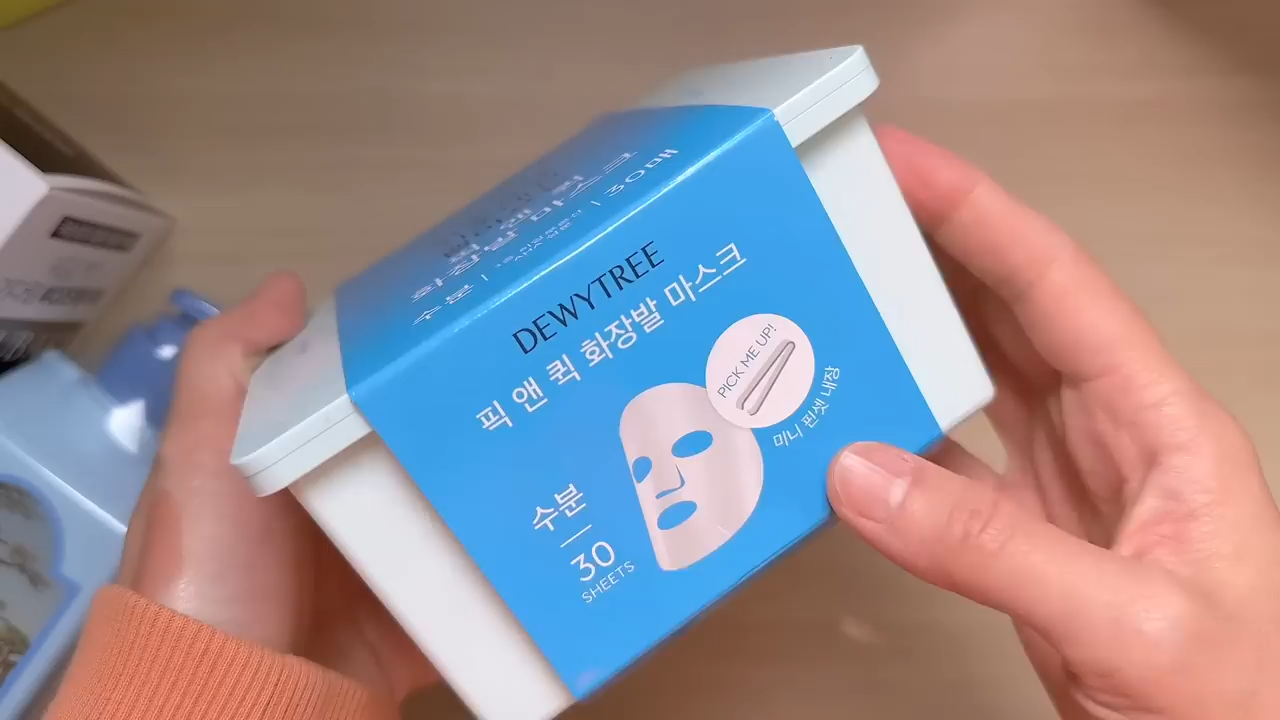 화장발 마스크
수분 | | 30매
DEWYTREE
픽 앤 퀵 화장발 마스크
PICK ME UP!
미니 핀셋 내장
수분
30
SHEETS